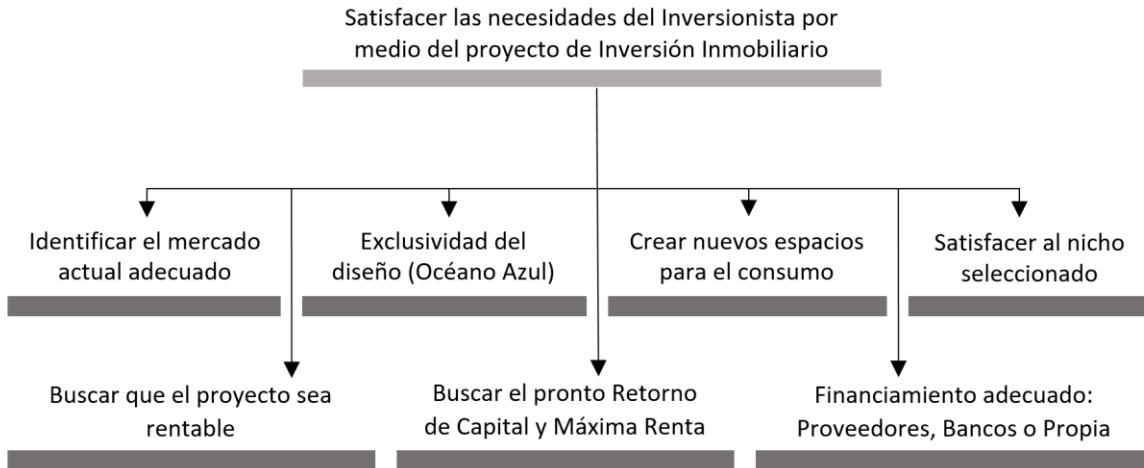 Satisfacer las necesidades del Inversionista por
medio del proyecto de Inversión Inmobiliario
Identificar el mercado
actual adecuado
Exclusividad del
diseño (Océano Azul)
Crear nuevos espacios
para el consumo
Satisfacer al nicho
seleccionado
Buscar que el proyecto sea
rentable
Buscar el pronto Retorno
de Capital y Máxima Renta
Financiamiento adecuado:
Proveedores, Bancos o Propia